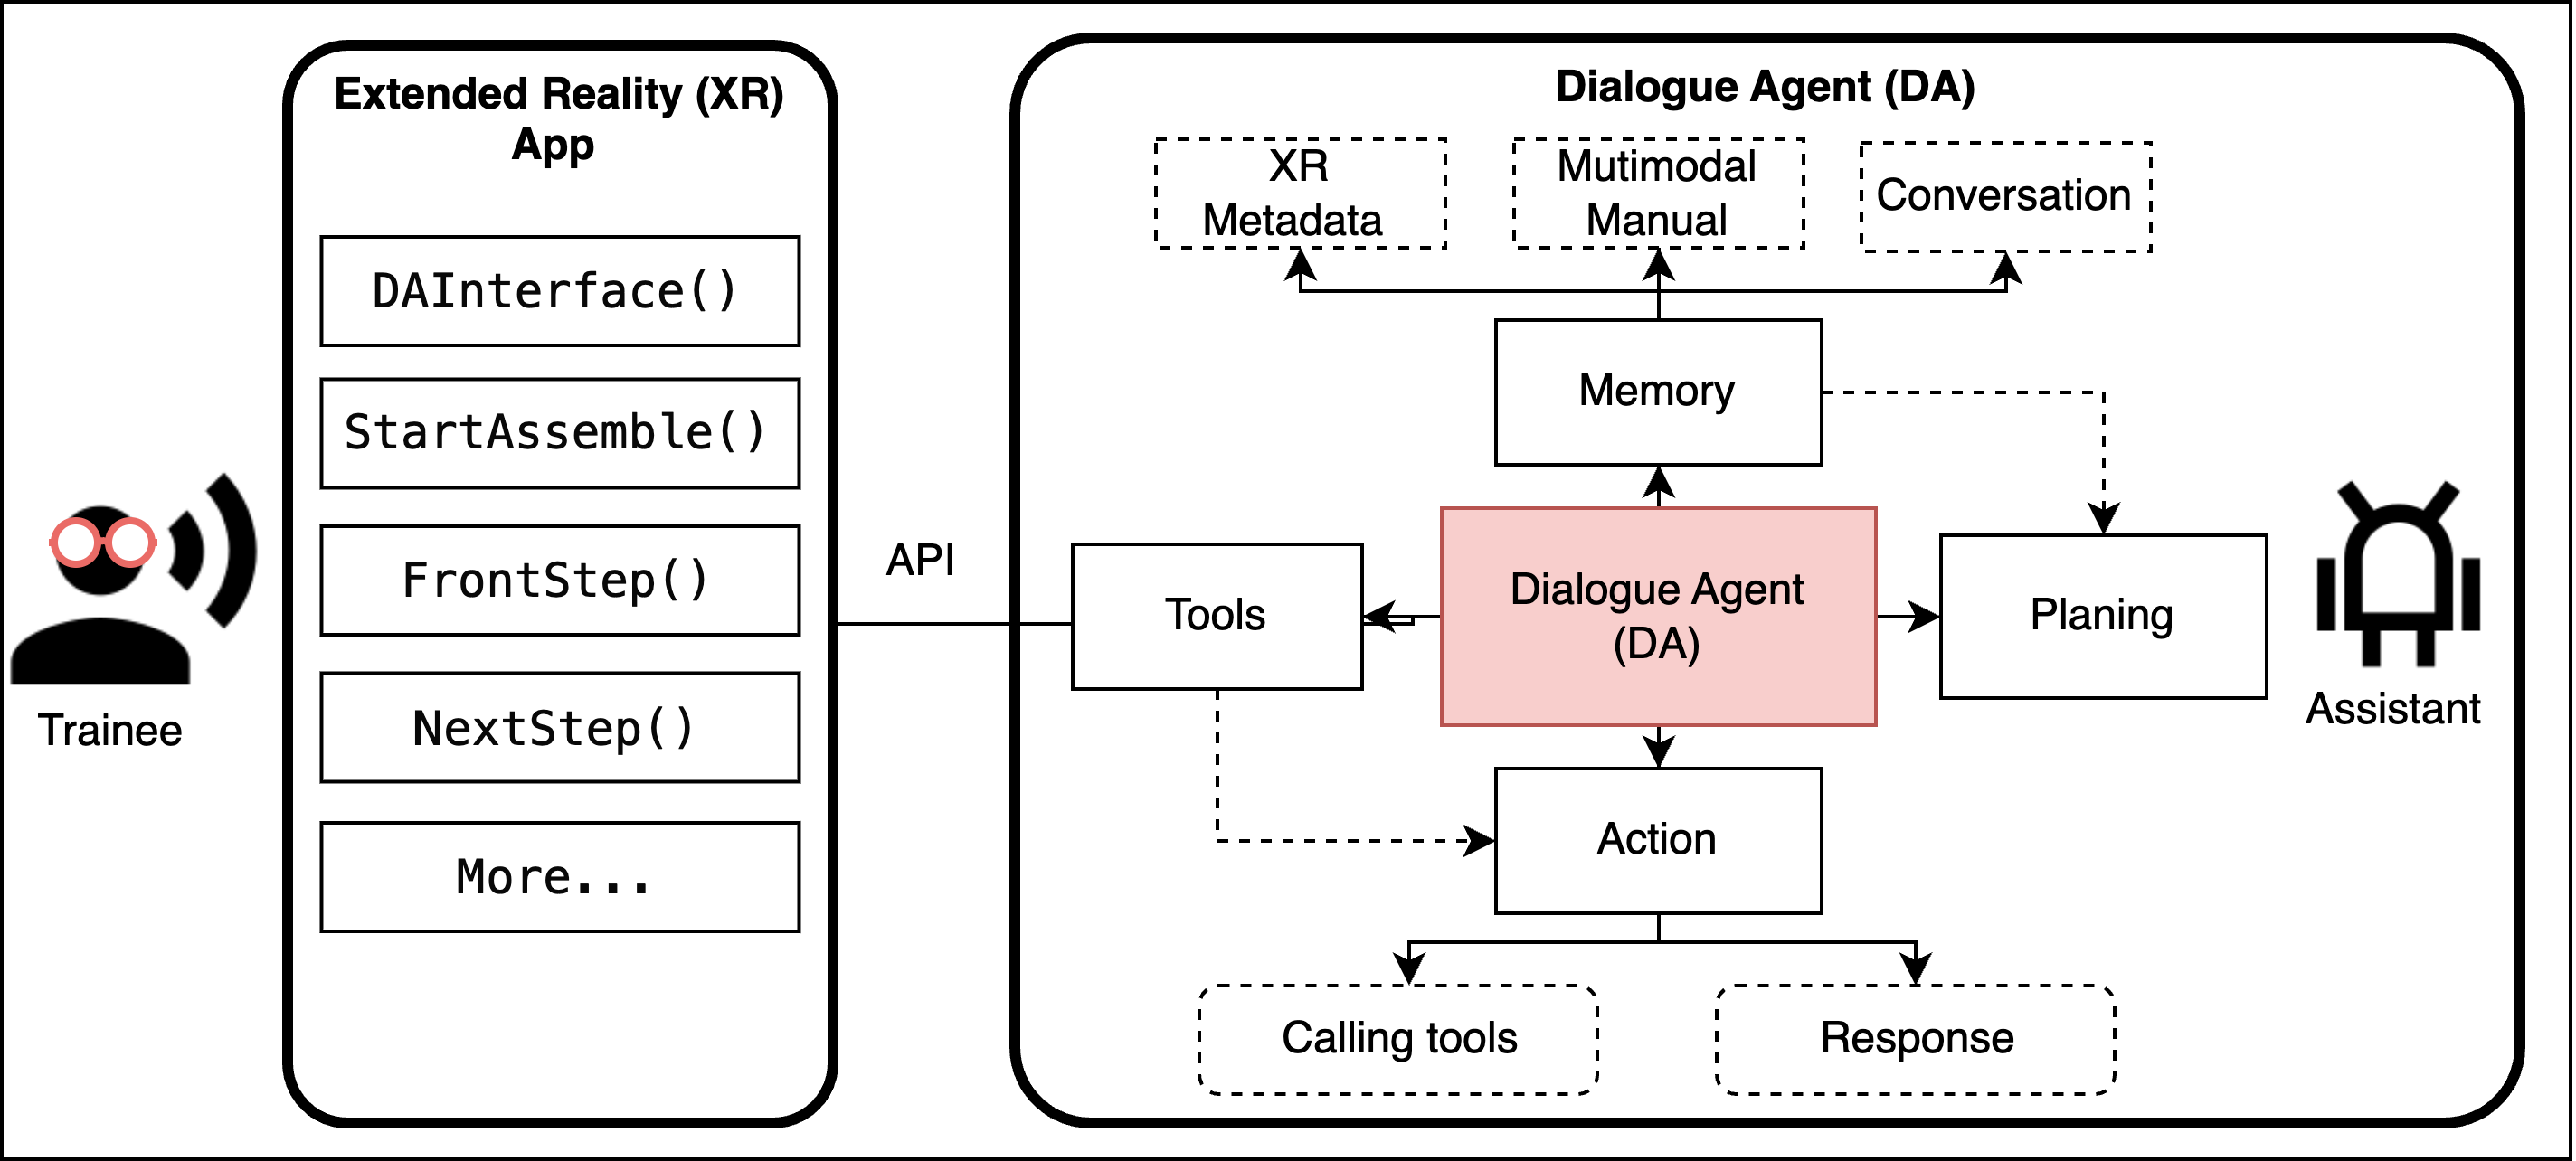 Extended Reality (XR)
App
DAInterface()
StartAssemble()
FrontStep()
NextStep()
More...
Trainee
API
Dialogue Agent (DA)
XR
Metadata
Mutimodal
Manual
Conversation
Memory
Tools
Dialogue Agent
(DA)
Planing
Assistant
Action
Calling tools
Response